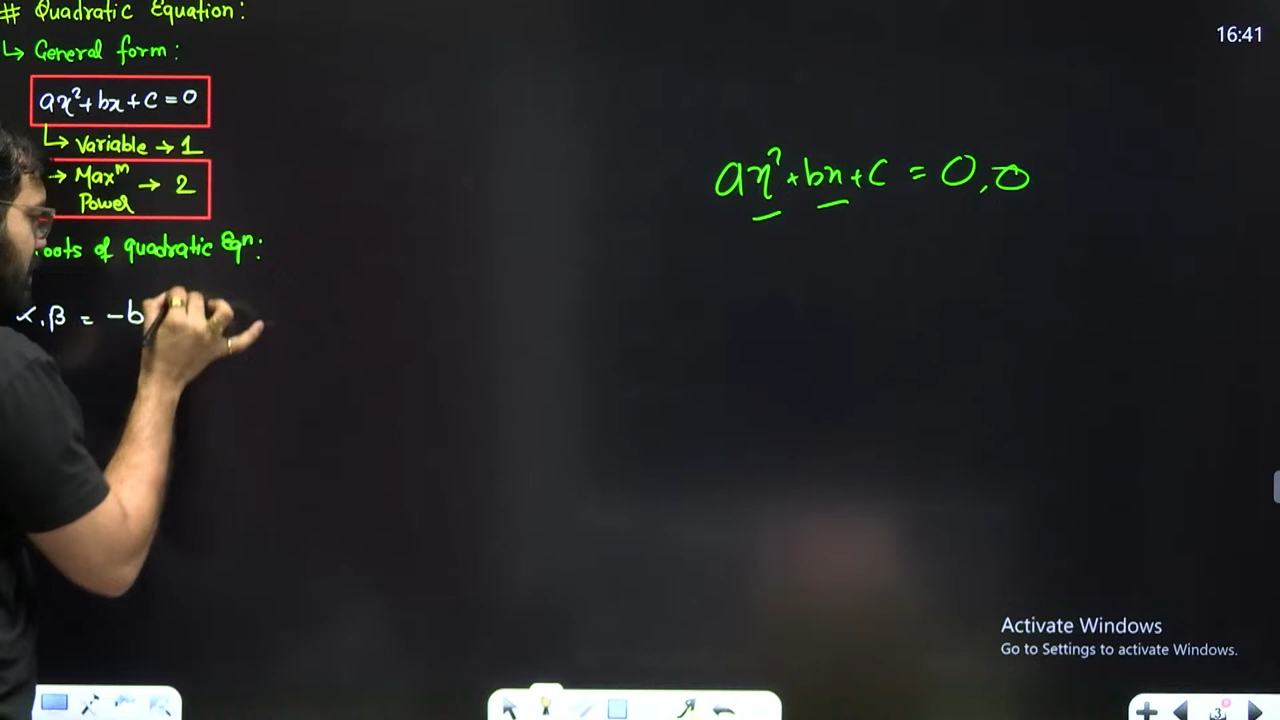 # Quadratic Equation:
↳ General form:
ax²+bx+c=0
↳ Variable → 1
→ Maxᵐ Power → 2
oots of quadratic Eqⁿ:
α,β = -b
ax²+bx+c = 0,0
16:41
Activate Windows
Go to Settings to activate Windows.
3